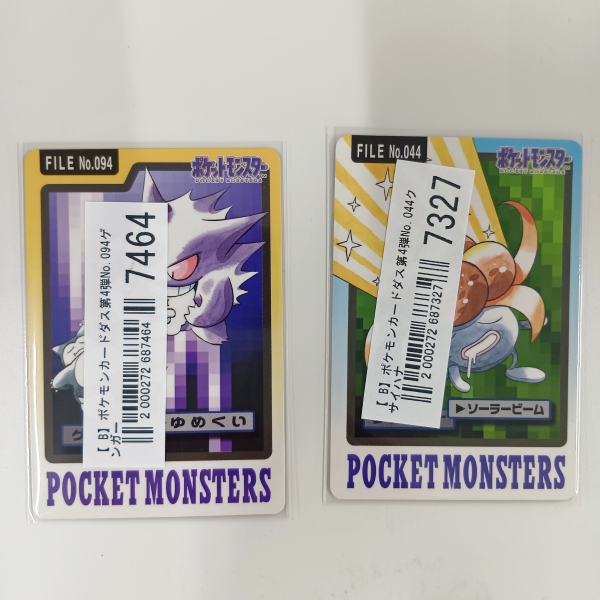 FILE No.094
ポケットモンスター
POCKET MONSTERS
【 B】ポケモンカードダス第4弾No. 094ゲ
ンガー
2 000272 687464
7464
ゆめくい
POCKET MONSTERS
FILE No.044
ポケットモンスター
POCKET MONSTERS
【 B】ポケモンカードダス第4弾No. 044ク
サイハナ
2 000272 687327
7327
▶ソーラービーム
POCKET MONSTERS